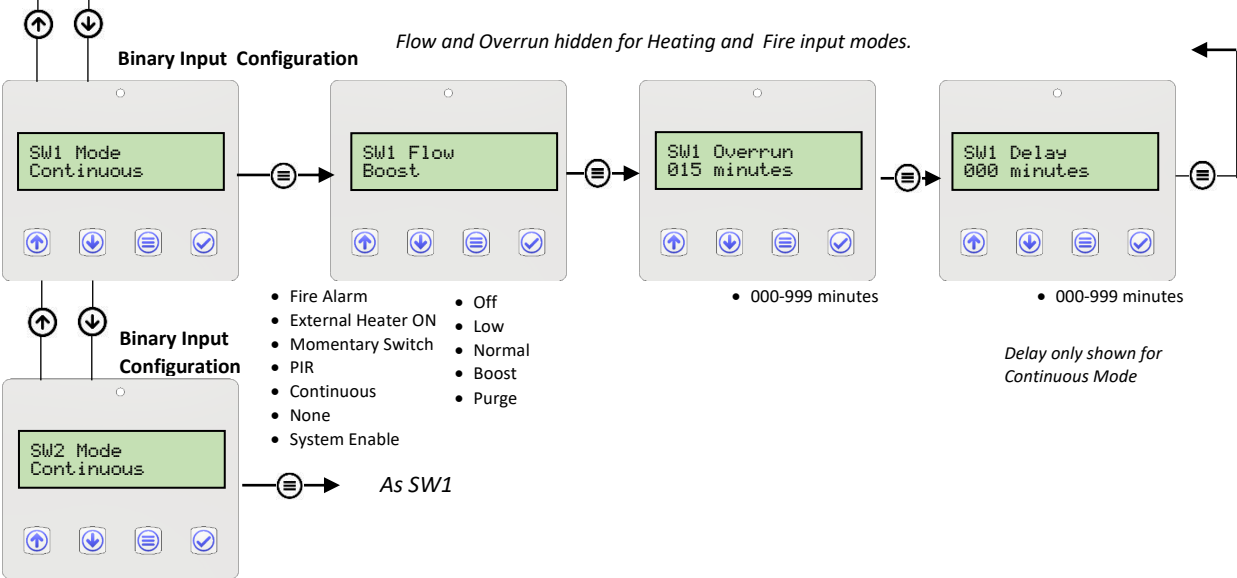 Flow and Overrun hidden for Heating and Fire input modes.
Binary Input Configuration
SW1 Mode
Continuous
SW1 Flow
Boost
SW1 Overrun
015 minutes
SW1 Delay
000 minutes
• Fire Alarm
• External Heater ON
• Momentary Switch
• PIR
• Continuous
• None
• System Enable
• Off
• Low
• Normal
• Boost
• Purge
• 000-999 minutes
• 000-999 minutes
Delay only shown for
Continuous Mode
Binary Input
Configuration
SW2 Mode
Continuous
As SW1